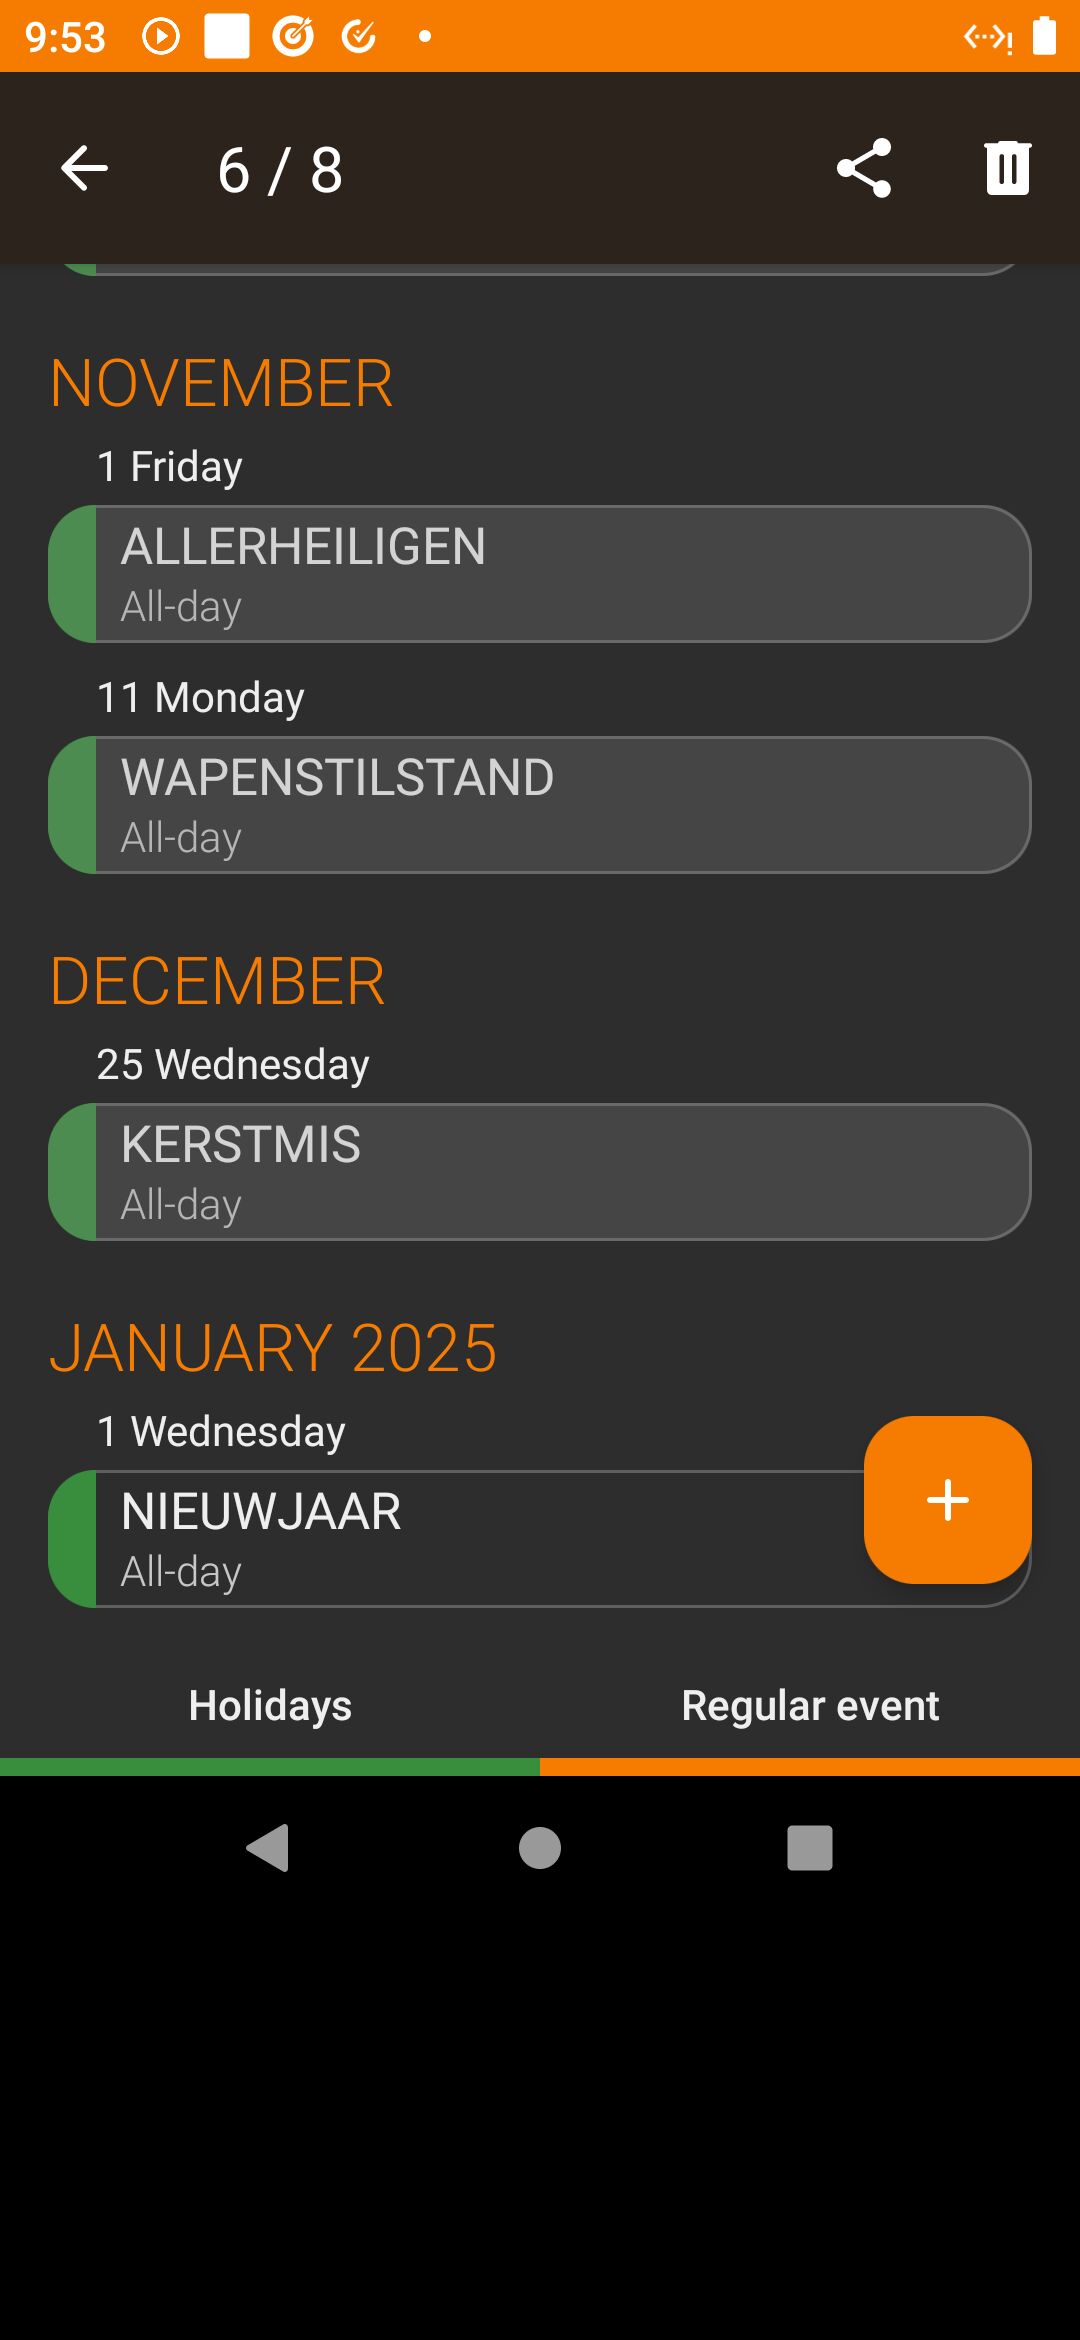 9:53
6 / 8
NOVEMBER
1 Friday
ALLERHEILIGEN
All-day
11 Monday
WAPENSTILSTAND
All-day
DECEMBER
25 Wednesday
KERSTMIS
All-day
JANUARY 2025
1 Wednesday
NIEUWJAAR
All-day
Holidays
Regular event